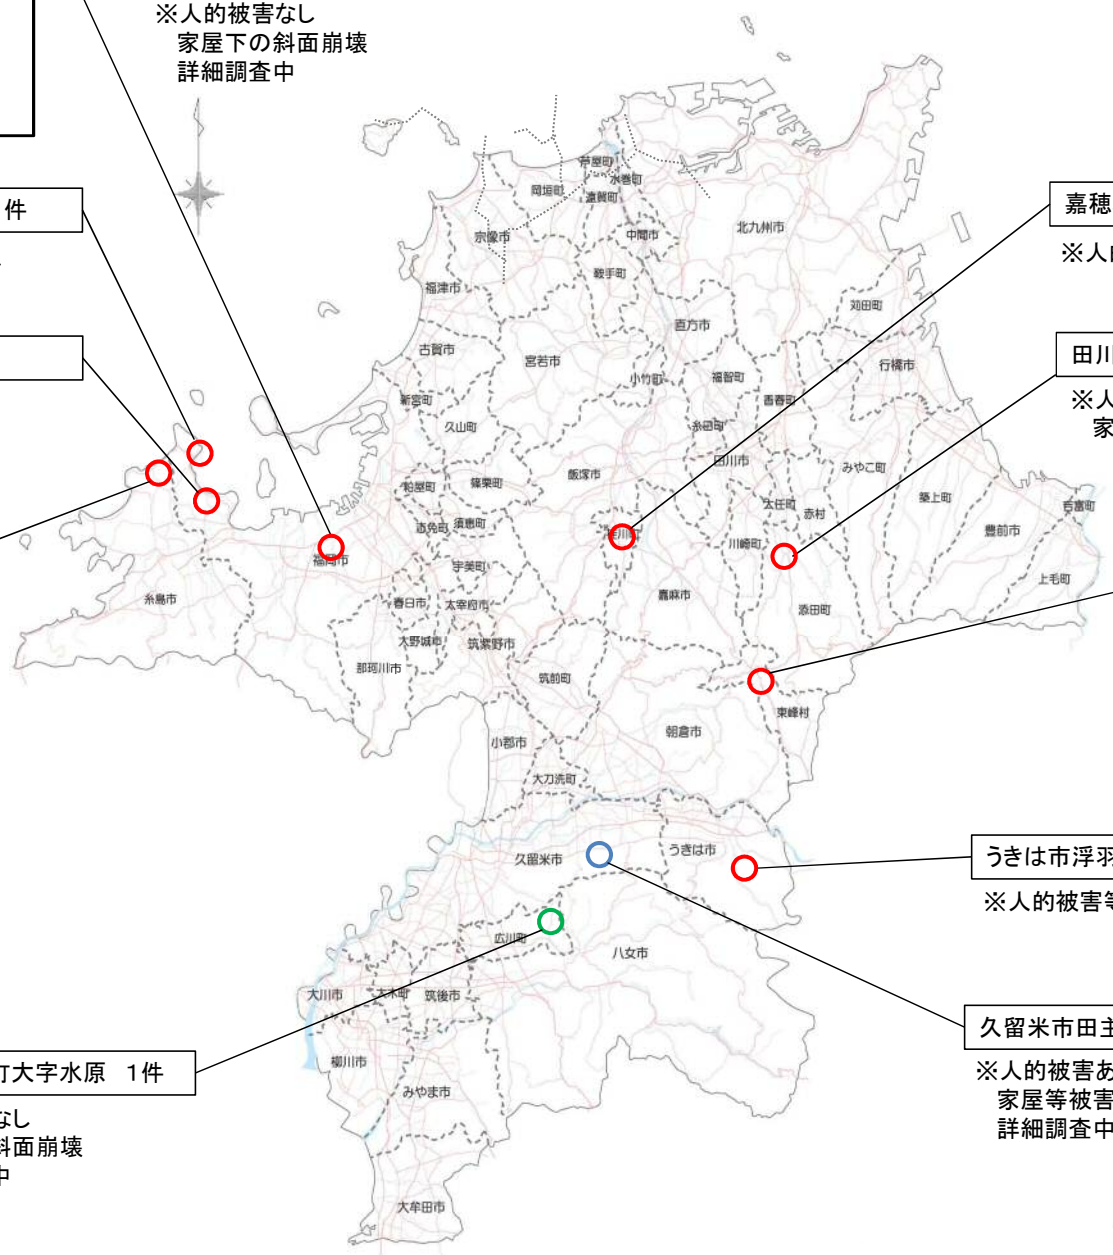 ※人的被害なし
家屋下の斜面崩壊
詳細調査中
件
嘉穂
※人
田川
※人
家
うきは市浮羽
※人的被害等
久留米市田主
※人的被害あ
家屋等被害
詳細調査中
町大字水原 1件
なし
斜面崩壊
中
芦屋町
水巻町
岡垣町
遠賀町
北九州市
宗像市
中間市
鞍手町
福津市
苅田町
直方市
古賀市
宮若市
行橋市
小竹町
福智町
新宮町
香春町
久山町
糸田町
田川市
飯塚市
みやこ町
粕屋町
篠栗町
築上町
大任町
赤村
吉富町
志免町
須恵町
豊前市
桂川町
川崎町
福岡市
宇美町
上毛町
糸島市
春日市
太宰府市
嘉麻市
添田町
大野城市
筑紫野市
那珂川市
筑前町
東峰村
朝倉市
小郡市
大刀洗町
久留米市
うきは市
広川町
八女市
大川市
大木町
筑後市
柳川市
みやま市
大牟田市